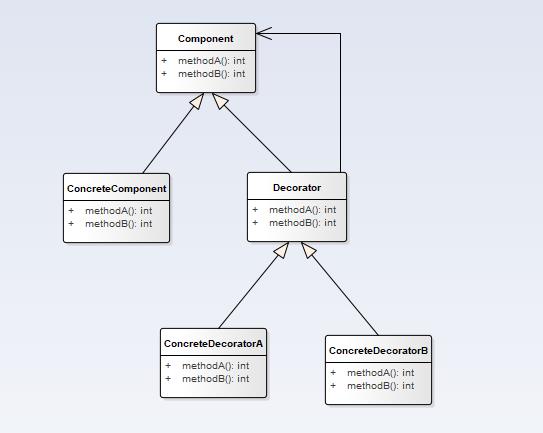 Component
+ methodA(): int
+ methodB(): int
ConcreteComponent
+ methodA(): int
+ methodB(): int
Decorator
+ methodA(): int
+ methodB(): int
ConcreteDecoratorA
+ methodA(): int
+ methodB(): int
ConcreteDecoratorB
+ methodA(): int
+ methodB(): int